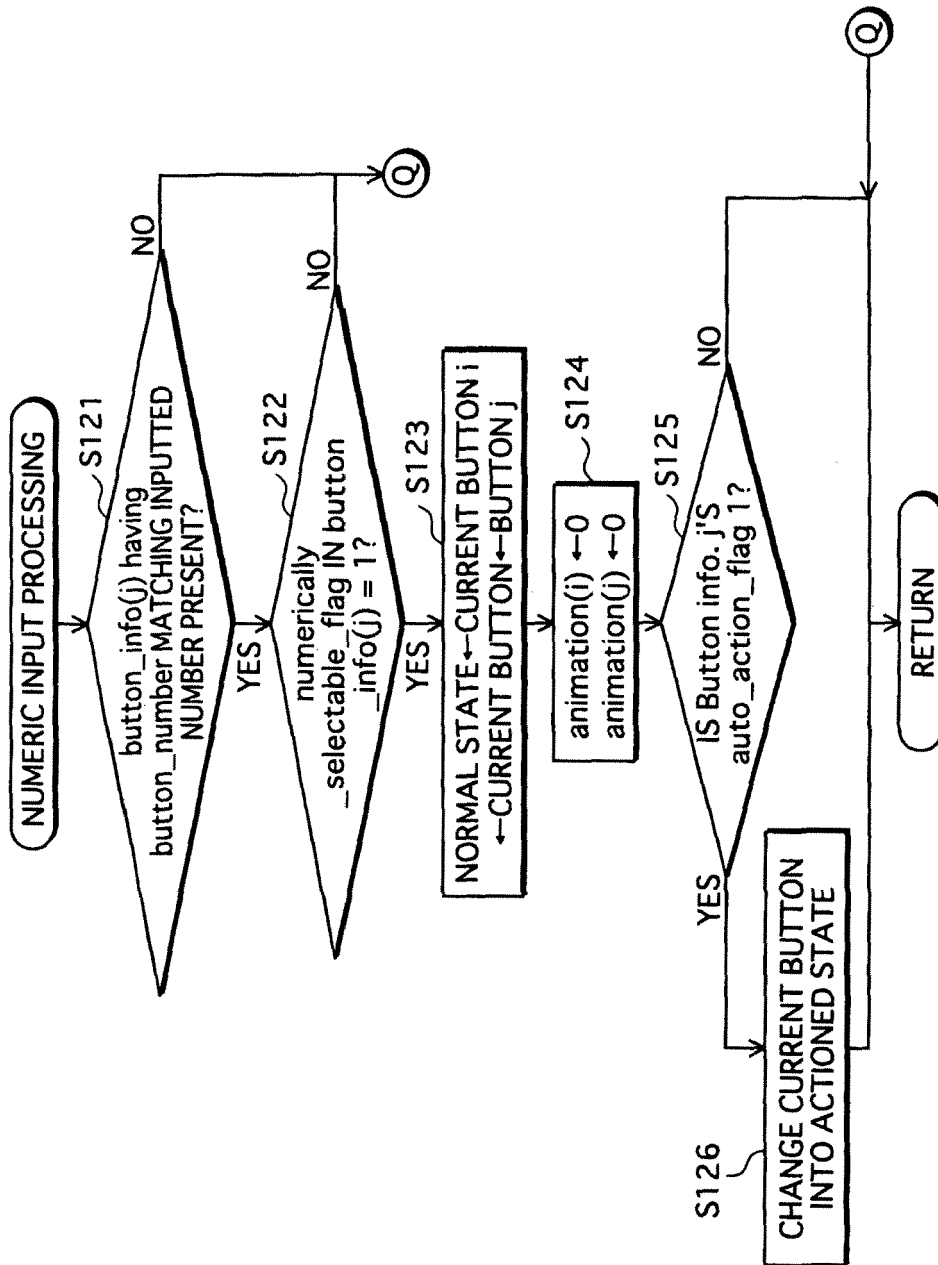 NUMERIC INPUT PROCESSING
S121
button_info(j) having
button_number MATCHING INPUTTED
NUMBER PRESENT?
NO
YES
S122
numerically
_selectable_flag IN button
_info(j) = 1?
NO
Q
YES
S123
NORMAL STATE←CURRENT BUTTON i
←CURRENT BUTTON←BUTTON j
S124
animation(i) ←0
animation(j) ←0
S125
IS Button info. j'S
auto_action_flag 1?
YES
NO
S126
CHANGE CURRENT BUTTON
INTO ACTIONED STATE
Q
RETURN